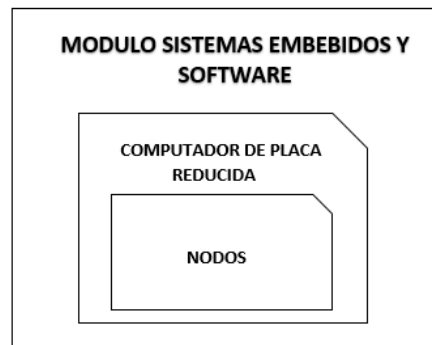 MODULO SISTEMAS EMBEBIDOS Y
SOFTWARE
COMPUTADOR DE PLACA
REDUCIDA
NODOS